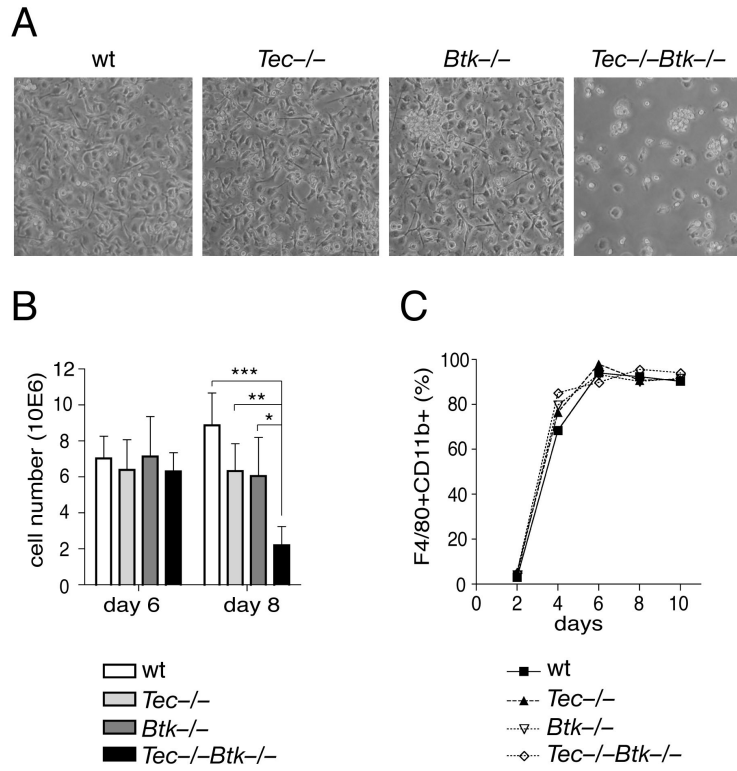 A
wt
Tec–/–
Btk–/–
Tec–/–Btk–/–
B
cell number (10E6)
12
10
8
6
4
2
0
***
**
*
day 6
day 8
wt
Tec–/–
Btk–/–
Tec–/–Btk–/–
C
F4/80+CD11b+ (%)
100
80
60
40
20
0
0 2 4 6 8 10
days
wt
Tec–/–
Btk–/–
Tec–/–Btk–/–